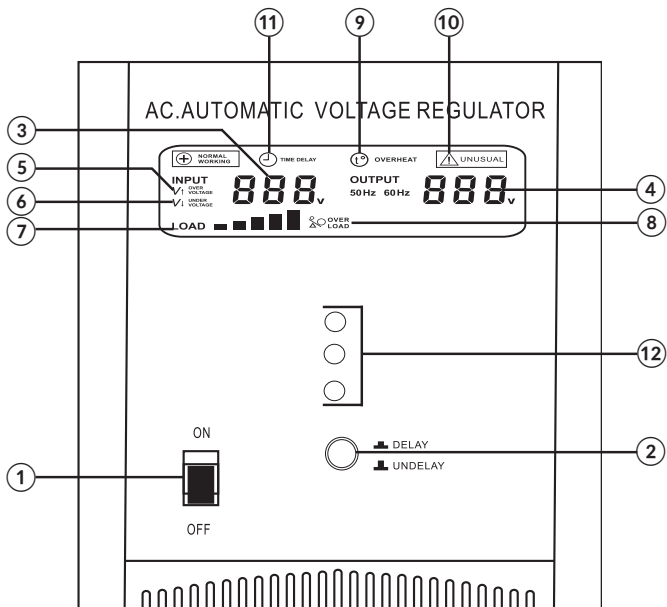 11
9
10
AC.AUTOMATIC VOLTAGE REGULATOR
3
NORMAL WORKING
TIME DELAY
t° OVERHEAT
UNUSUAL
5
INPUT
V↑ OVER VOLTAGE
888v
OUTPUT
50Hz 60Hz
888v
4
6
V↓ UNDER VOLTAGE
7
LOAD
OVER LOAD
8
12
ON
DELAY
2
UNDELAY
1
OFF